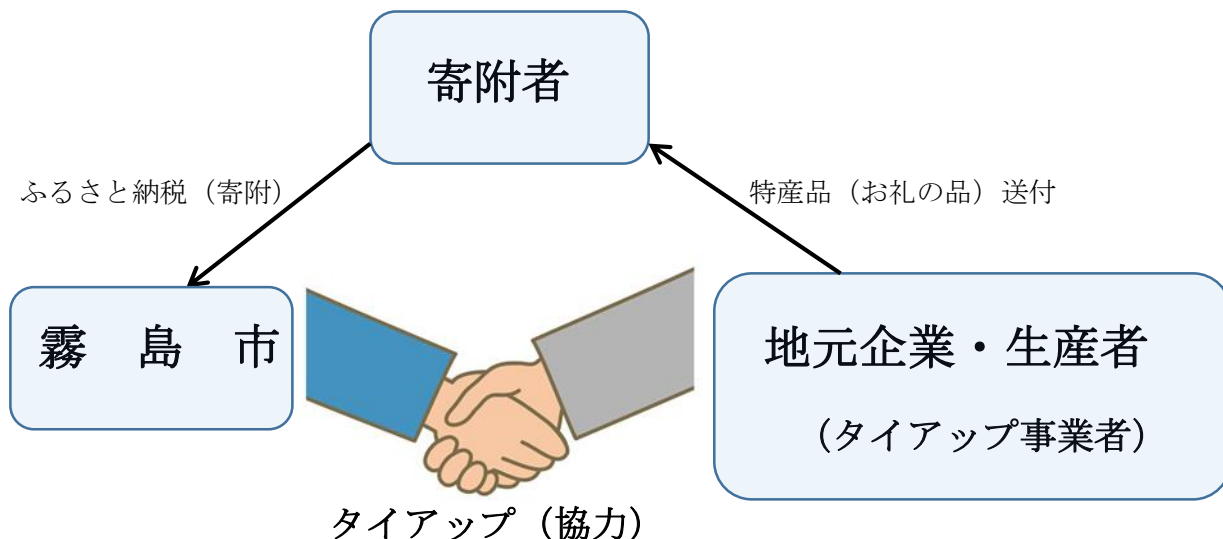 寄附者
ふるさと納税（寄附）
特産品（お礼の品）送付
霧　島　市
地元企業・生産者
（タイアップ事業者）
タイアップ（協力）